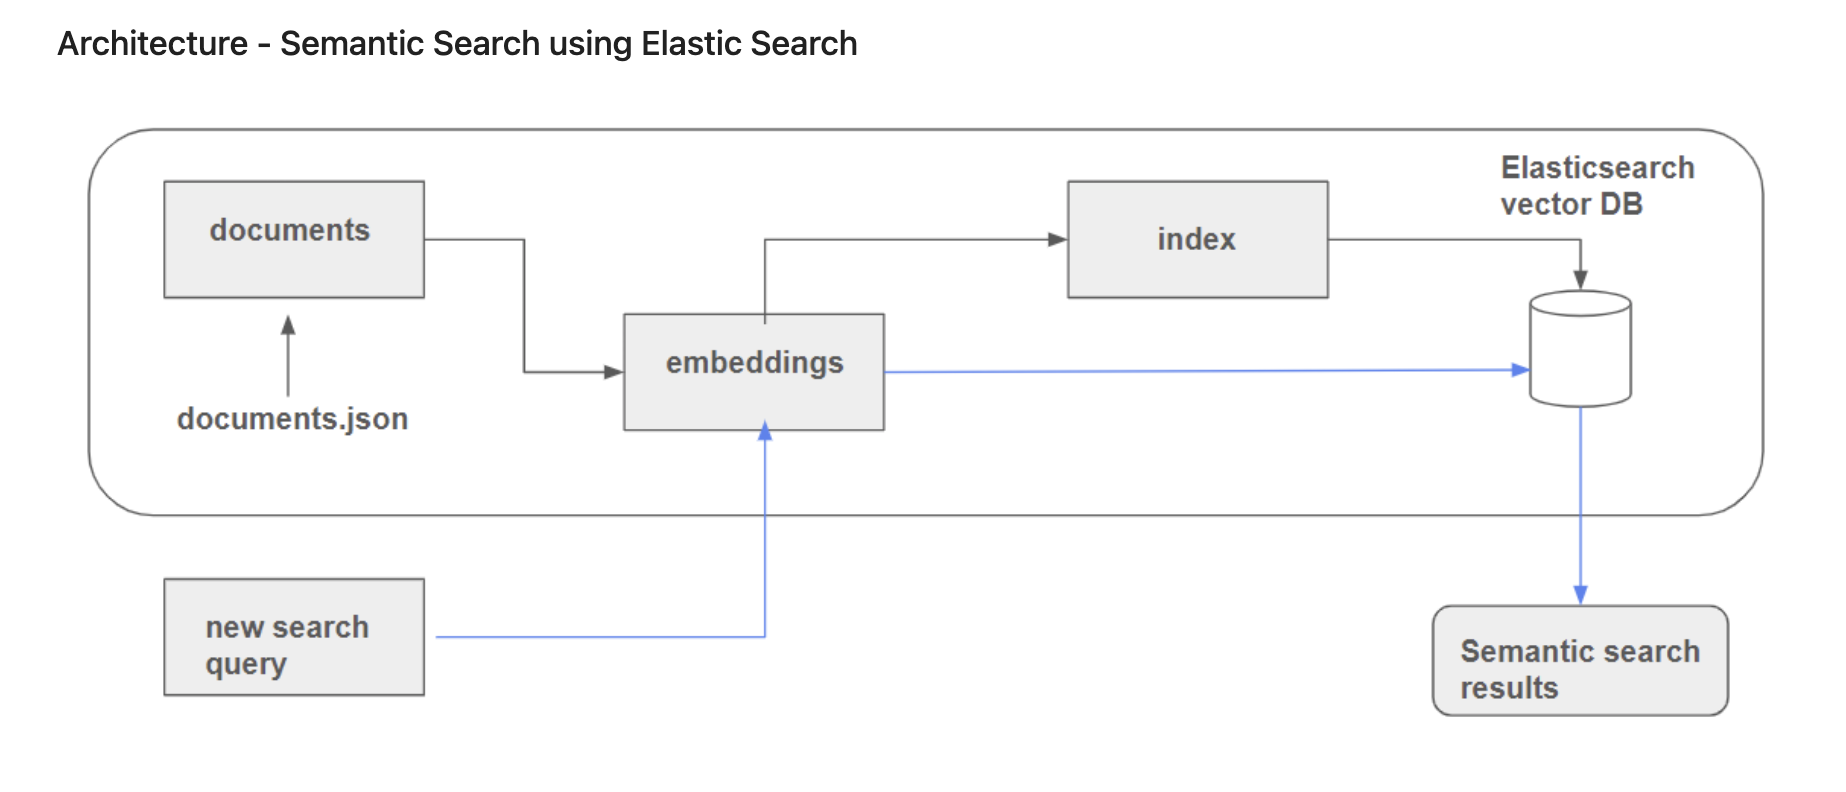 Architecture - Semantic Search using Elastic Search
Elasticsearch
vector DB
documents
index
embeddings
documents.json
new search
query
Semantic search
results